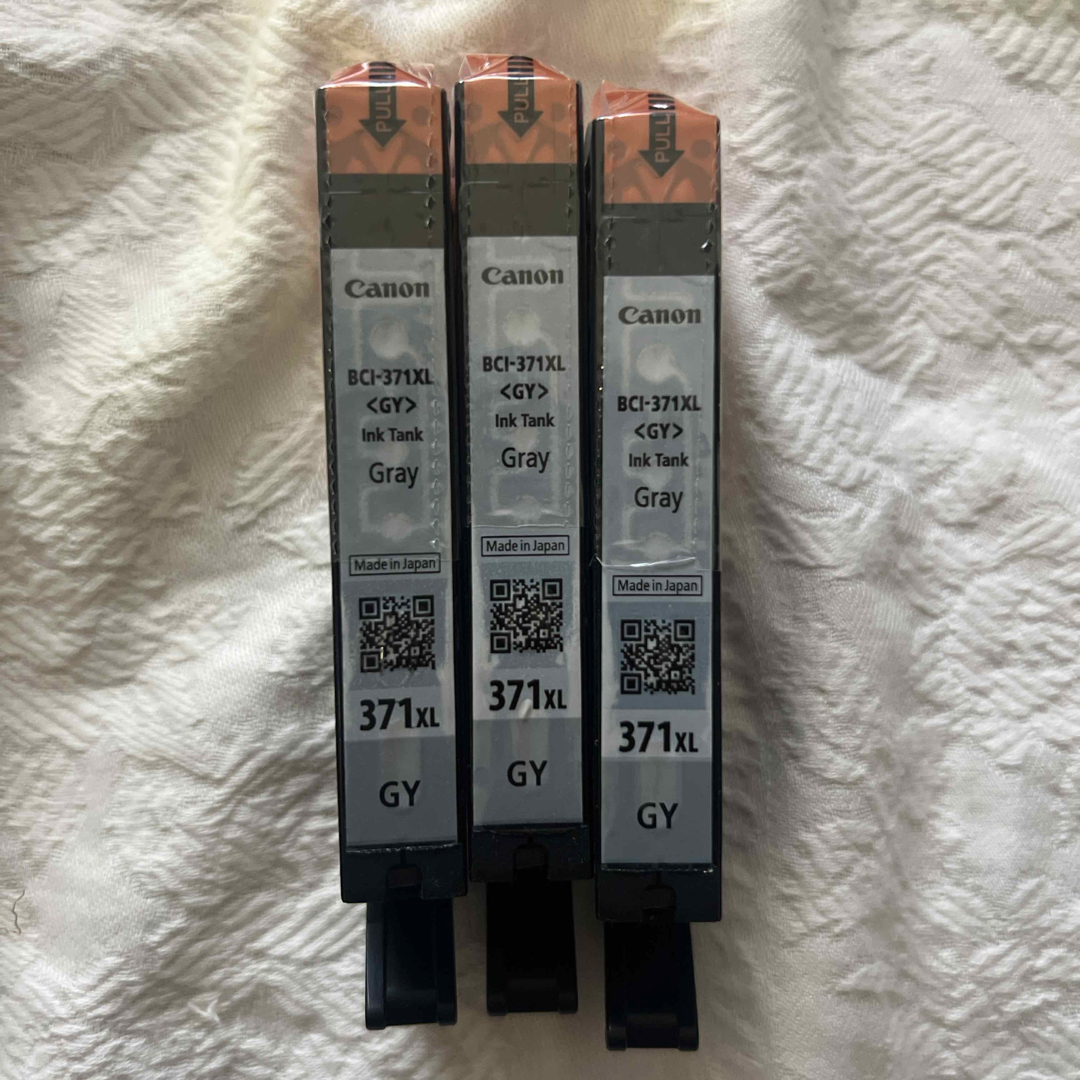 PULL
Canon
BCI-371XL
<GY>
Ink Tank
Gray
Made in Japan
371XL
GY
PULL
Canon
BCI-371XL
<GY>
Ink Tank
Gray
Made in Japan
371XL
GY
PULL
Canon
BCI-371XL
<GY>
Ink Tank
Gray
Made in Japan
371XL
GY